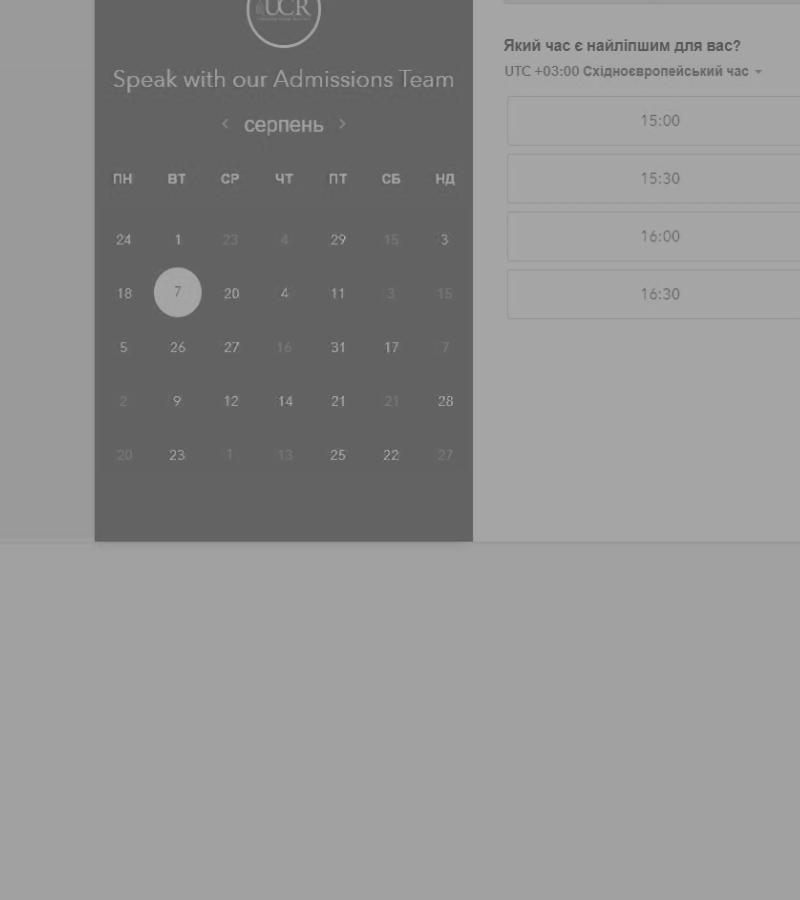 UCR
Speak with our Admissions Team
серпень
ПН ВТ СР ЧТ ПТ СБ НД
24 1 23 4 29 15 3
18 7 20 4 11 3 15
5 26 27 16 31 17 7
2 9 12 14 21 21 28
20 23 1 13 25 22 27
Який час є найліпшим для вас?
UTC +03:00 Східноєвропейський час
15:00
15:30
16:00
16:30